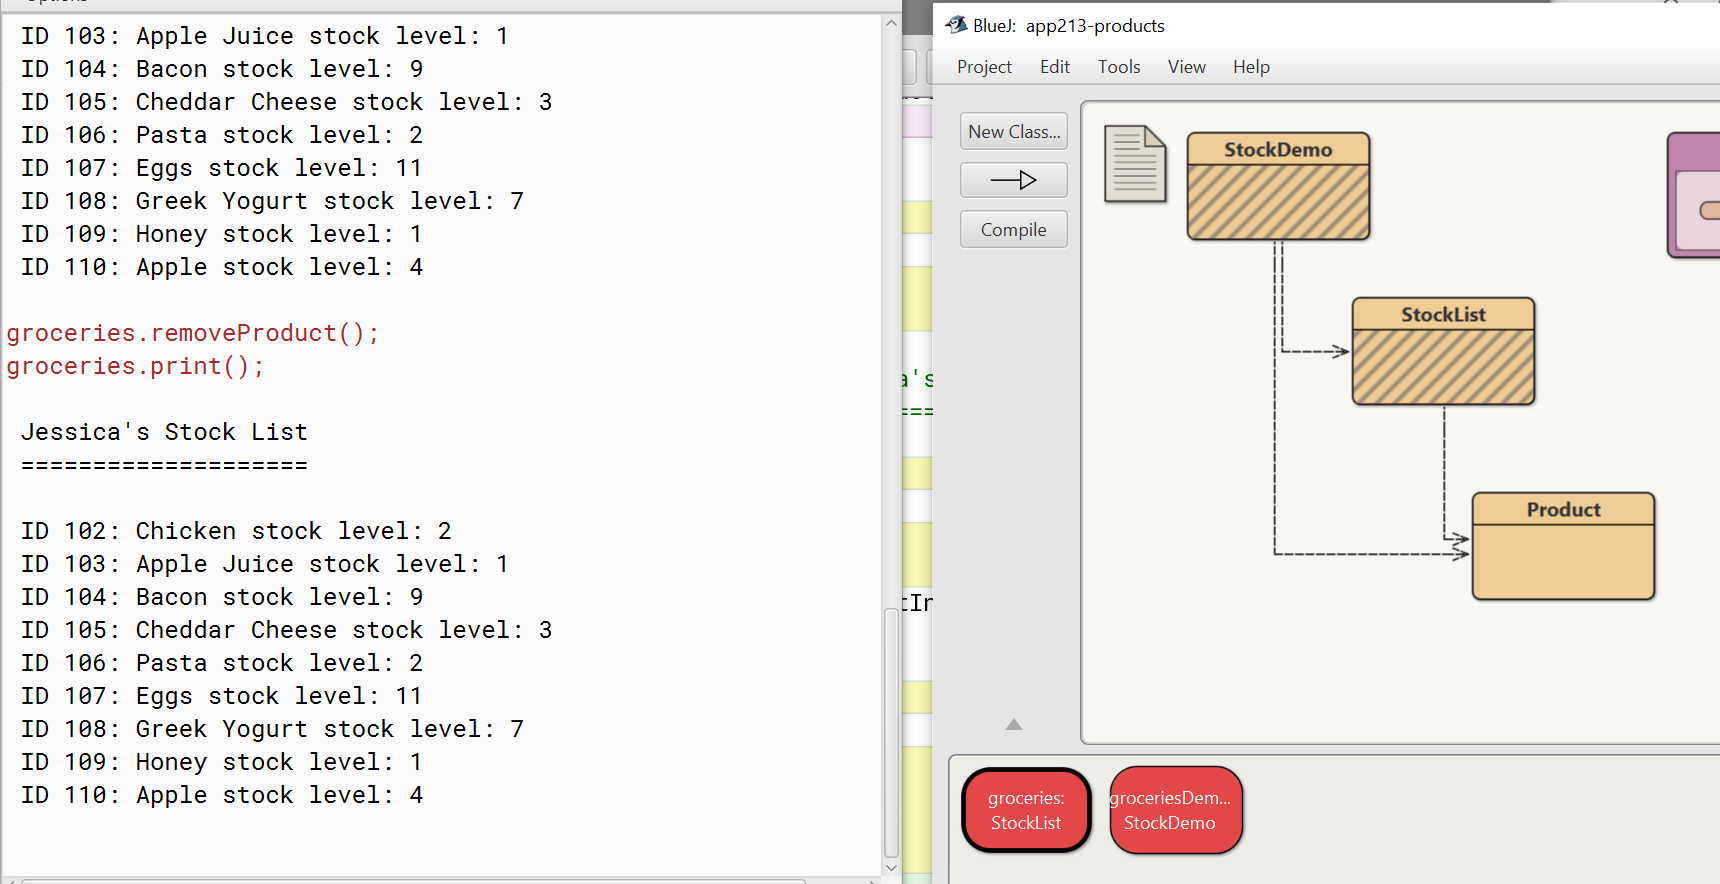 ID 103: Apple Juice stock level: 1
ID 104: Bacon stock level: 9
ID 105: Cheddar Cheese stock level: 3
ID 106: Pasta stock level: 2
ID 107: Eggs stock level: 11
ID 108: Greek Yogurt stock level: 7
ID 109: Honey stock level: 1
ID 110: Apple stock level: 4
groceries.removeProduct();
groceries.print();
Jessica's Stock List
====================
ID 102: Chicken stock level: 2
ID 103: Apple Juice stock level: 1
ID 104: Bacon stock level: 9
ID 105: Cheddar Cheese stock level: 3
ID 106: Pasta stock level: 2
ID 107: Eggs stock level: 11
ID 108: Greek Yogurt stock level: 7
ID 109: Honey stock level: 1
ID 110: Apple stock level: 4
a's
===
tIn
BlueJ: app213-products
Project Edit Tools View Help
New Class...
Compile
StockDemo
StockList
Product
groceries:
StockList
groceriesDem...
StockDemo